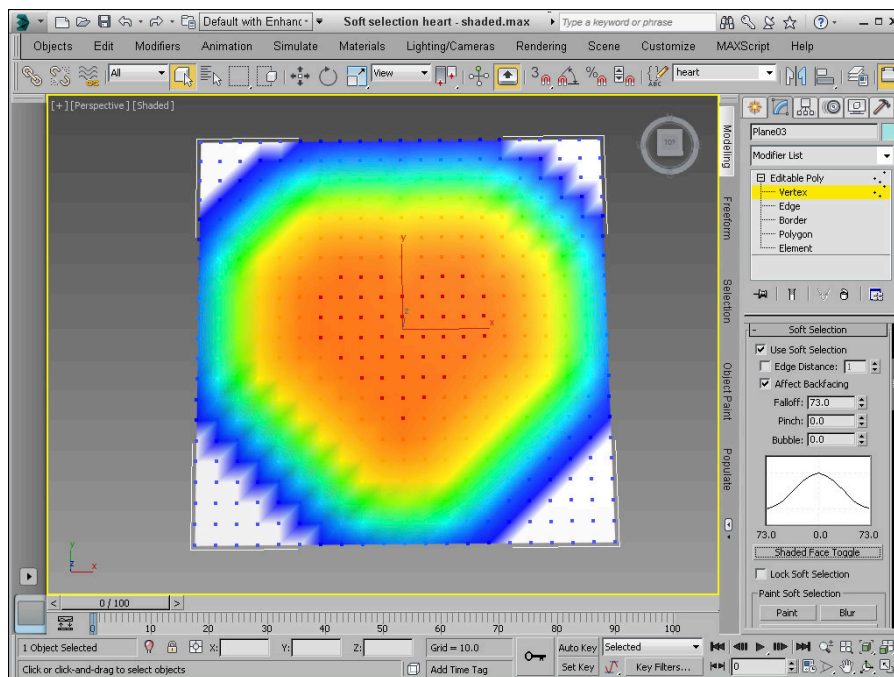 Default with Enhanc
Soft selection heart - shaded.max
Type a keyword or phrase
Objects Edit Modifiers Animation Simulate Materials Lighting/Cameras Rendering Scene Customize MAXScript Help
All
View
3
%
ABC
heart
[+] [Perspective] [Shaded]
TOP
y
z
x
y
z
x
Modeling
Freeform
Selection
Object Paint
Populate
Plane03
Modifier List
Editable Poly
Vertex
Edge
Border
Polygon
Element
Soft Selection
Use Soft Selection
Edge Distance: 1
Affect Backfacing
Falloff: 73.0
Pinch: 0.0
Bubble: 0.0
73.0 0.0 73.0
Shaded Face Toggle
Lock Soft Selection
Paint Soft Selection
Paint Blur
< 0 / 100 >
0 10 20 30 40 50 60 70 80 90 100
1 Object Selected X: Y: Z: Grid = 10.0 Auto Key Selected
Click or click-and-drag to select objects Add Time Tag Set Key Key Filters... 0